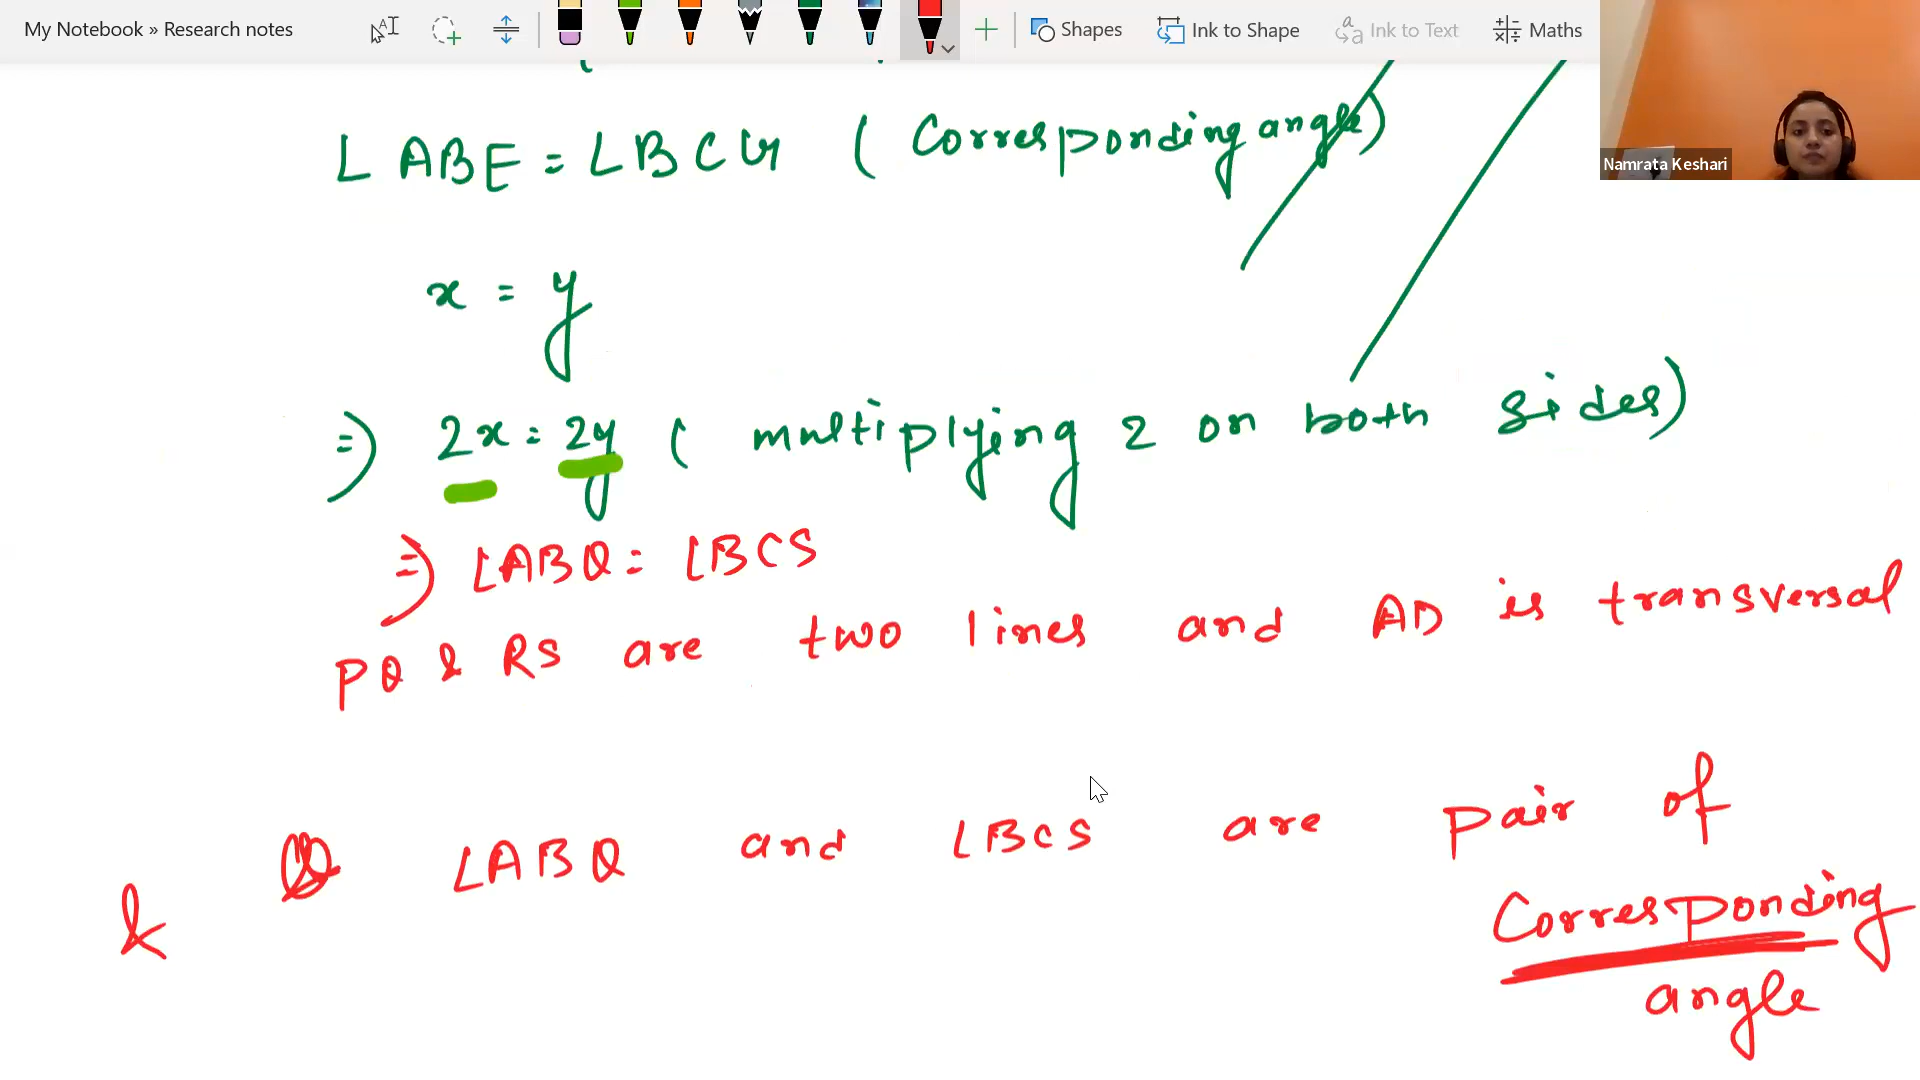 My Notebook » Research notes
Shapes
Ink to Shape
Ink to Text
Maths
Namrata Keshari
∠ABE = ∠BCG (Corresponding angle)
x = y
⇒ 2x = 2y (multiplying 2 on both sides)
⇒ ∠ABQ = ∠BCS
PQ & RS are two lines and AD is transversal
& ∠ABQ and ∠BCS are pair of
Corresponding
angle